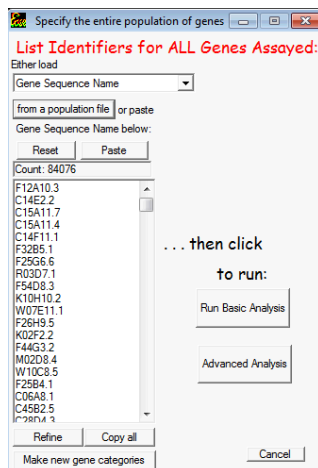 Specify the entire population of genes
List Identifiers for ALL Genes Assayed:
Either load
Gene Sequence Name
from a population file or paste
Gene Sequence Name below:
Reset Paste
Count: 84076
F12A10.3
C14E2.2
C15A11.7
C15A11.4
C14F11.1
F32B5.1
F25G6.6
R03D7.1
F54D8.3
K10H10.2
W07E11.1
F26H9.5
K02F2.2
F44G3.2
M02D8.4
W10C8.5
F25B4.1
C06A8.1
C45B2.5
C28D4.3
. . . then click
to run:
Run Basic Analysis
Advanced Analysis
Refine Copy all
Make new gene categories
Cancel